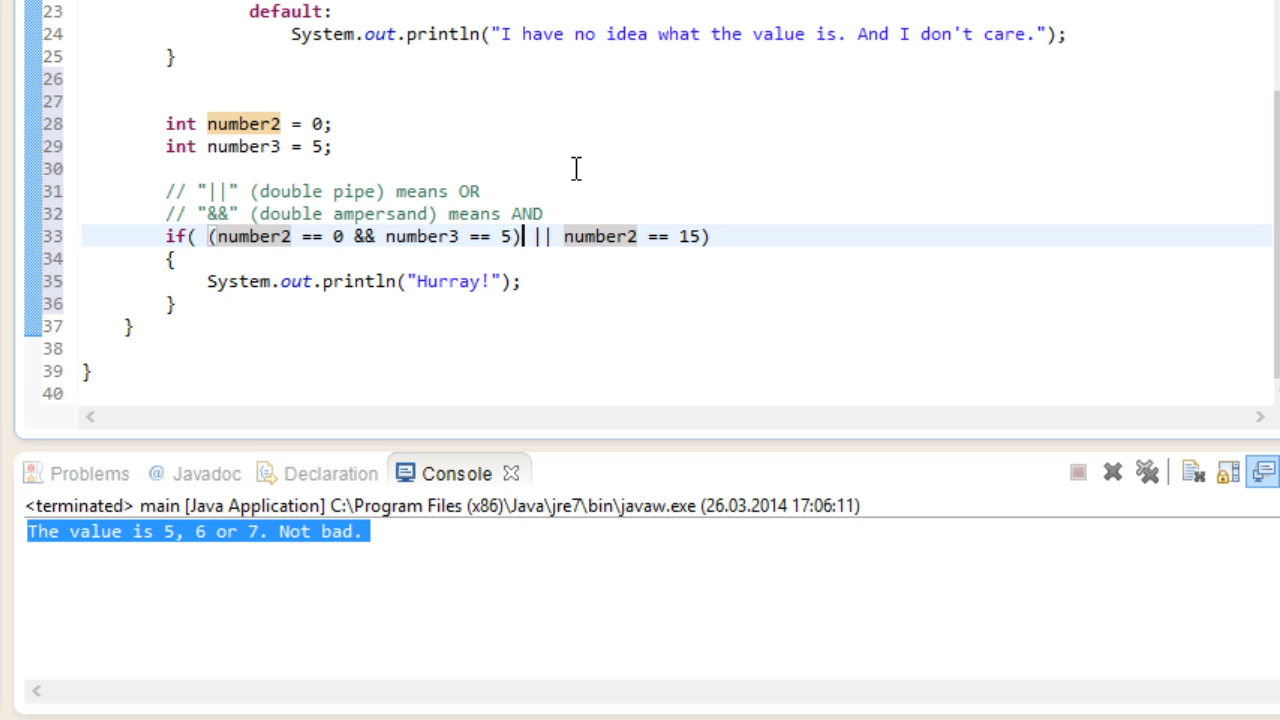 23 default:
24 System.out.println("I have no idea what the value is. And I don't care.");
25 }
26
27
28 int number2 = 0;
29 int number3 = 5;
30
31 // "||" (double pipe) means OR
32 // "&&" (double ampersand) means AND
33 if( (number2 == 0 && number3 == 5) || number2 == 15)
34 {
35 System.out.println("Hurray!");
36 }
37 }
38
39 }
40
Problems @ Javadoc Declaration Console
<terminated> main [Java Application] C:\Program Files (x86)\Java\jre7\bin\javaw.exe (26.03.2014 17:06:11)
The value is 5, 6 or 7. Not bad.